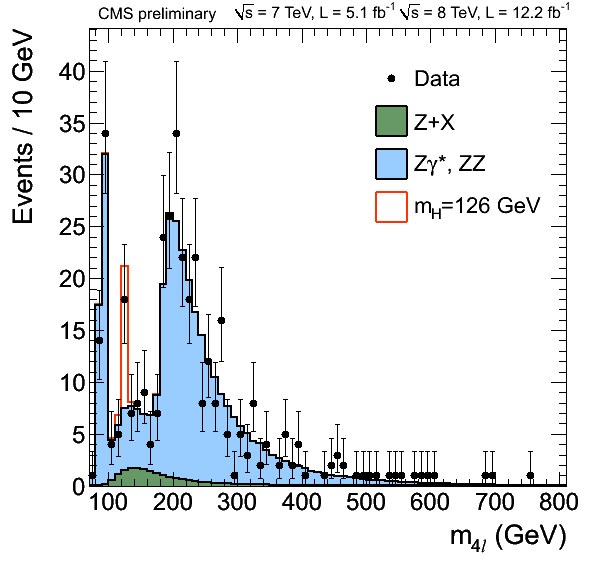 CMS preliminary √s = 7 TeV, L = 5.1 fb⁻¹ √s = 8 TeV, L = 12.2 fb⁻¹
Events / 10 GeV
40
35
30
25
20
15
10
5
0
Data
Z+X
Zγ*, ZZ
m_H=126 GeV
100 200 300 400 500 600 700 800
m_4l (GeV)